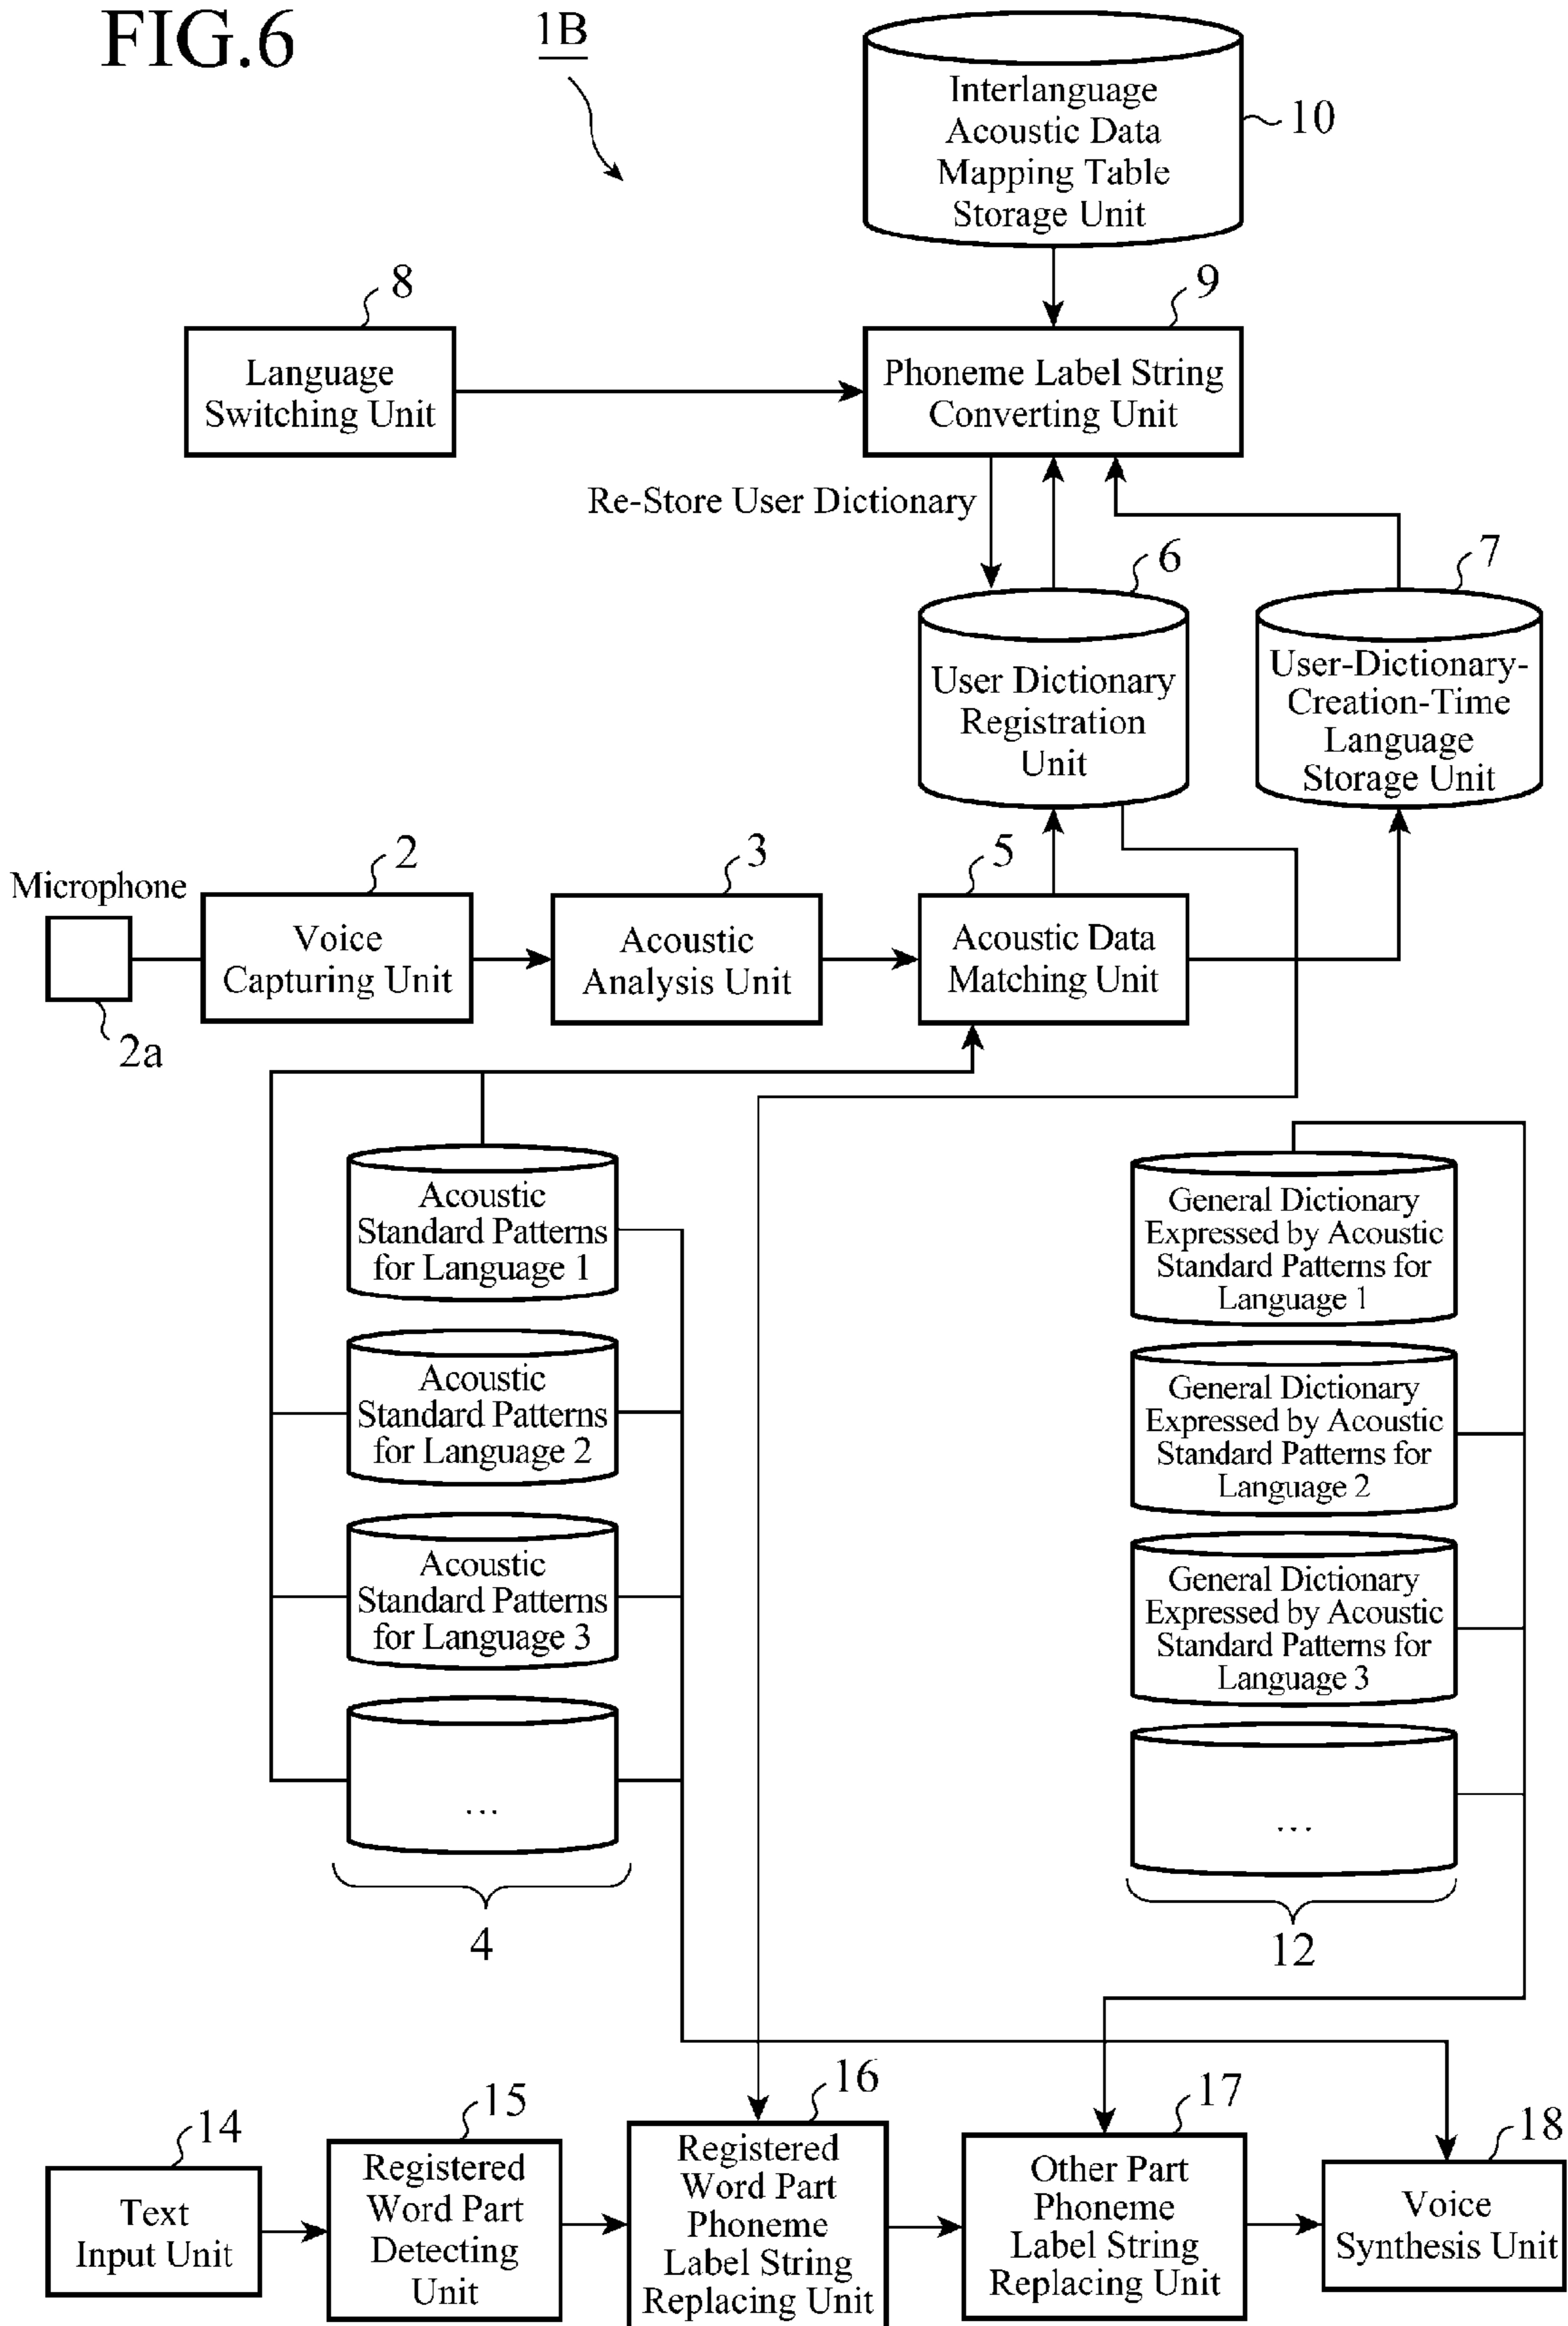 FIG.6
1B
Interlanguage
Acoustic Data
Mapping Table
Storage Unit
10
8
Language
Switching Unit
9
Phoneme Label String
Converting Unit
Re-Store User Dictionary
6
User Dictionary
Registration
Unit
7
User-Dictionary-
Creation-Time
Language
Storage Unit
Microphone
2a
2
Voice
Capturing Unit
3
Acoustic
Analysis Unit
5
Acoustic Data
Matching Unit
Acoustic
Standard Patterns
for Language 1
Acoustic
Standard Patterns
for Language 2
Acoustic
Standard Patterns
for Language 3
...
4
General Dictionary
Expressed by Acoustic
Standard Patterns for
Language 1
General Dictionary
Expressed by Acoustic
Standard Patterns for
Language 2
General Dictionary
Expressed by Acoustic
Standard Patterns for
Language 3
...
12
14
Text
Input Unit
15
Registered
Word Part
Detecting
Unit
16
Registered
Word Part
Phoneme
Label String
Replacing Unit
17
Other Part
Phoneme
Label String
Replacing Unit
18
Voice
Synthesis Unit